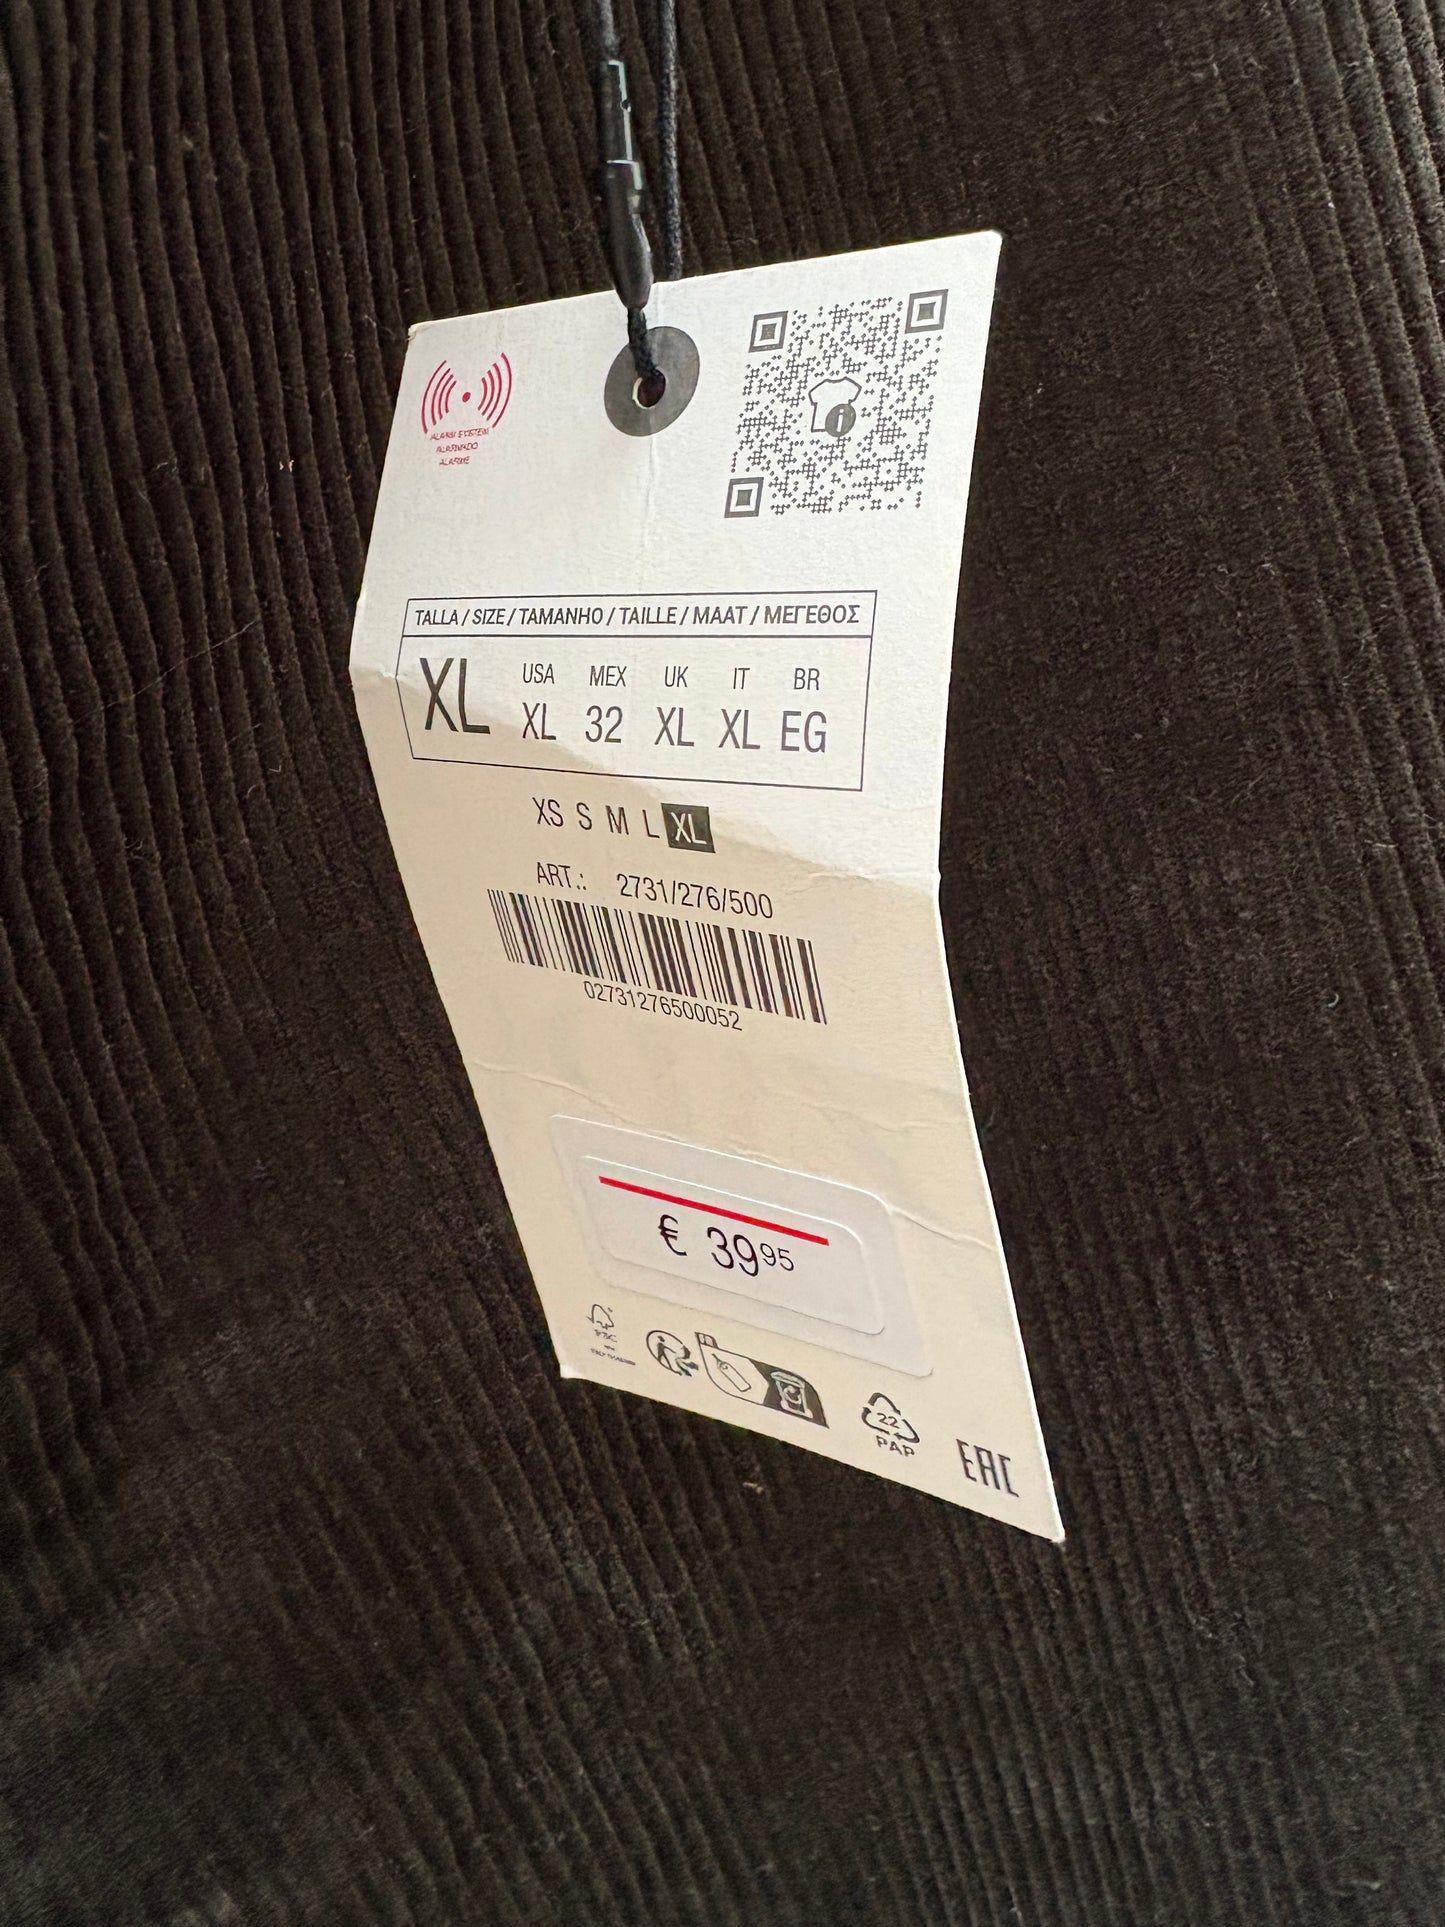 TALLA / SIZE / TAMANHO / TAILLE / MAAT / ΜΕΓΕΘΟΣ
XL
USA MEX UK IT BR
XL 32 XL XL EG
XS S M L XL
ART.: 2731/276/500
02731276500052
€ 39 95
FSC
22
PAP
EAC